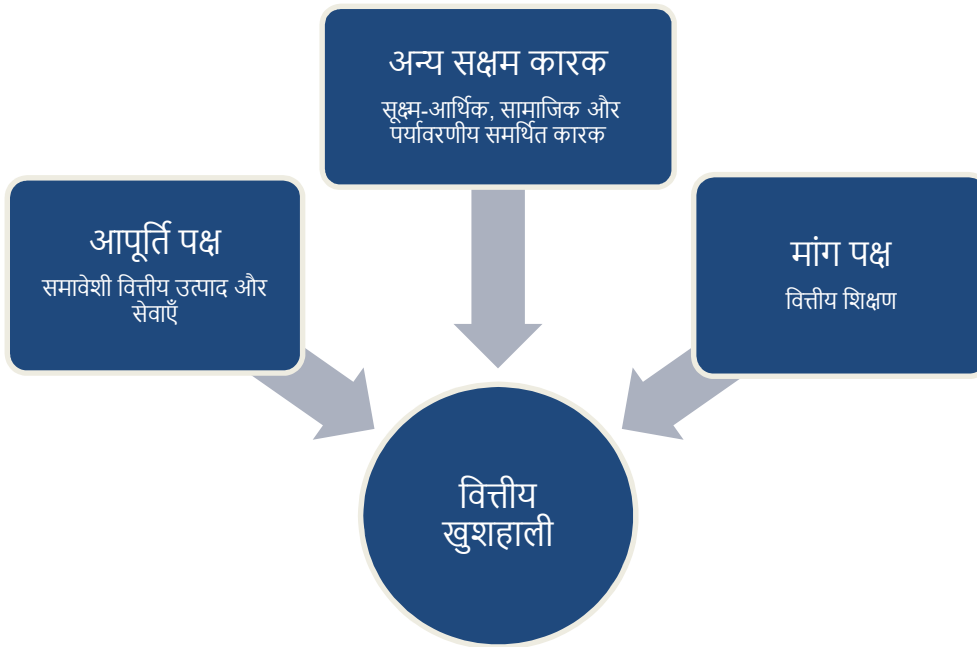 अन्य सक्षम कारक
सूक्ष्म-आर्थिक, सामाजिक और
पर्यावरणीय समर्थित कारक
आपूर्ति पक्ष
समावेशी वित्तीय उत्पाद और
सेवाएँ
मांग पक्ष
वित्तीय शिक्षण
वित्तीय
खुशहाली